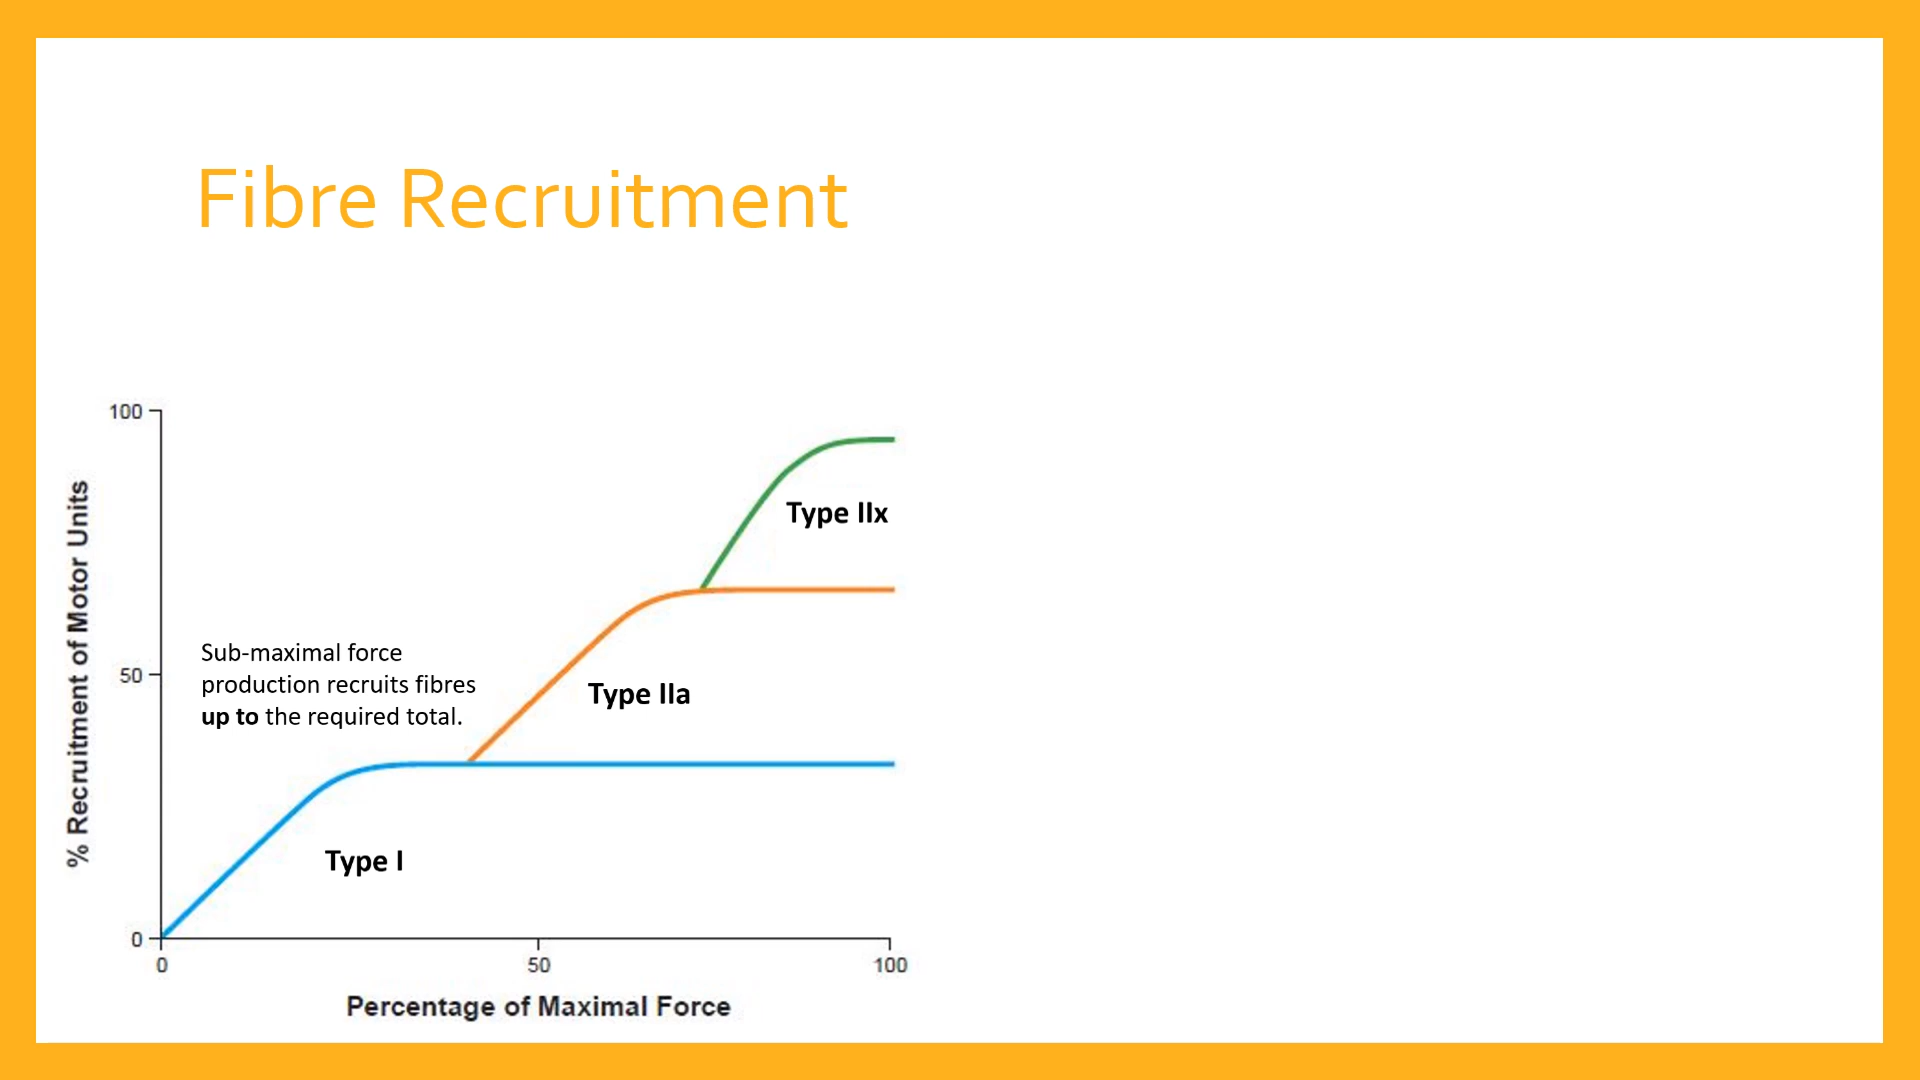 Fibre Recruitment
100
Type IIx
% Recruitment of Motor Units
Sub-maximal force
production recruits fibres
up to the required total.
50
Type IIa
Type I
0
0
50
100
Percentage of Maximal Force